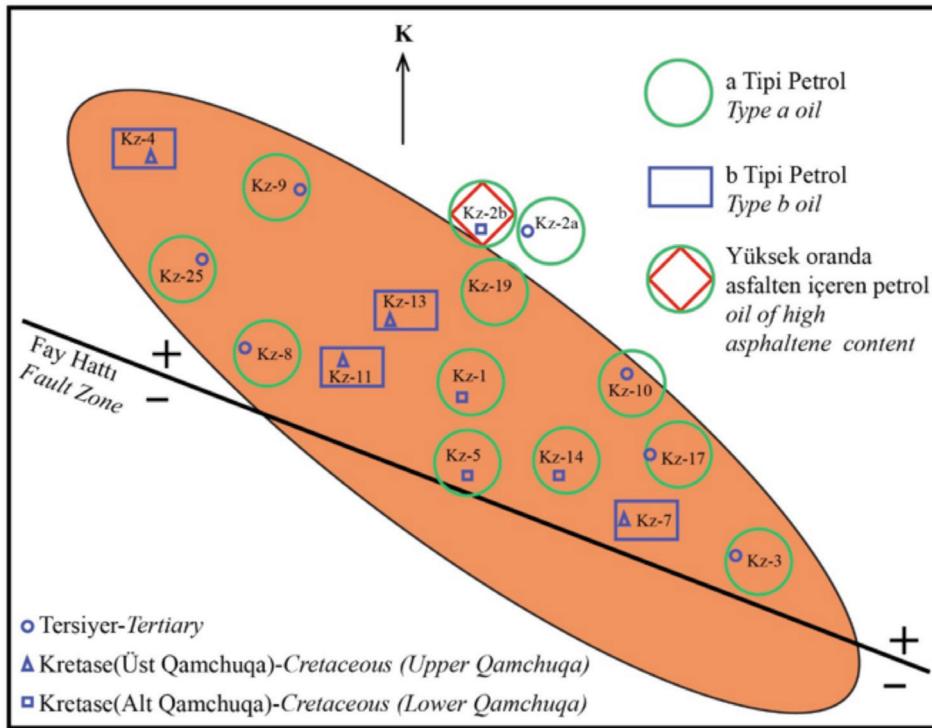 K
a Tipi Petrol
Type a oil
b Tipi Petrol
Type b oil
Yüksek oranda
asfalten içeren petrol
oil of high
asphaltene content
Kz-4
Kz-9
Kz-2b
Kz-2a
Kz-25
Kz-19
Kz-13
Kz-8
Kz-11
Kz-1
Kz-10
Kz-5
Kz-14
Kz-17
Kz-7
Kz-3
Fay Hattı
Fault Zone
+
−
+
−
Tersiyer-Tertiary
Kretase(Üst Qamchuqa)-Cretaceous (Upper Qamchuqa)
Kretase(Alt Qamchuqa)-Cretaceous (Lower Qamchuqa)